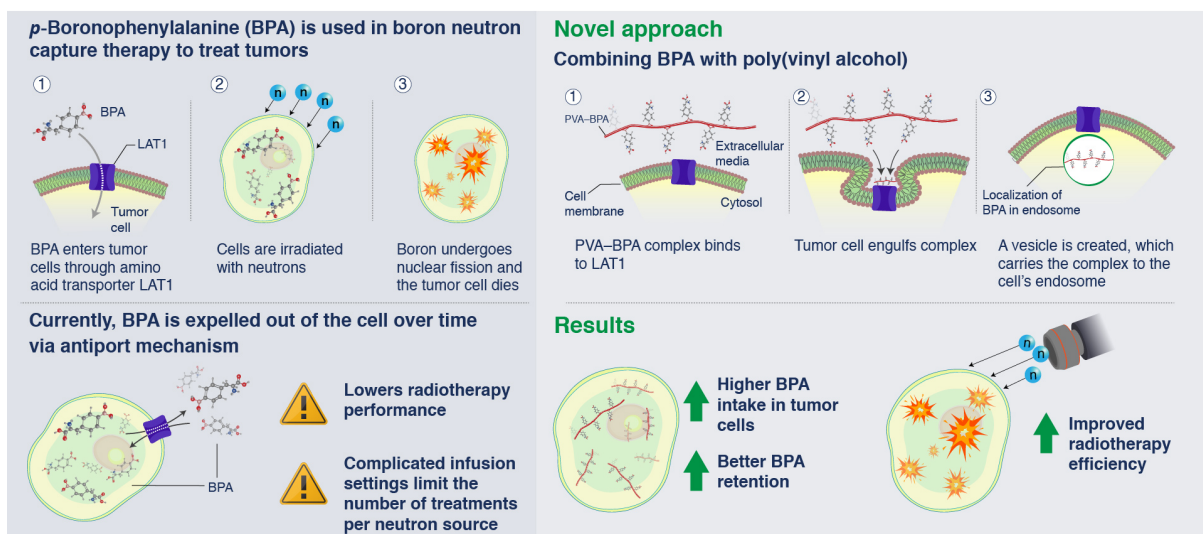 p-Boronophenylalanine (BPA) is used in boron neutron
capture therapy to treat tumors
1
BPA
LAT1
Tumor
cell
BPA enters tumor
cells through amino
acid transporter LAT1
2
n
n
n
n
Cells are irradiated
with neutrons
3
Boron undergoes
nuclear fission and
the tumor cell dies
Currently, BPA is expelled out of the cell over time
via antiport mechanism
BPA
Lowers radiotherapy
performance
Complicated infusion
settings limit the
number of treatments
per neutron source
Novel approach
Combining BPA with poly(vinyl alcohol)
1
PVA–BPA
Extracellular
media
Cell
membrane
Cytosol
PVA–BPA complex binds
to LAT1
2
Tumor cell engulfs complex
3
Localization of
BPA in endosome
A vesicle is created, which
carries the complex to the
cell’s endosome
Results
Higher BPA
intake in tumor
cells
Better BPA
retention
n
n
n
Improved
radiotherapy
efficiency